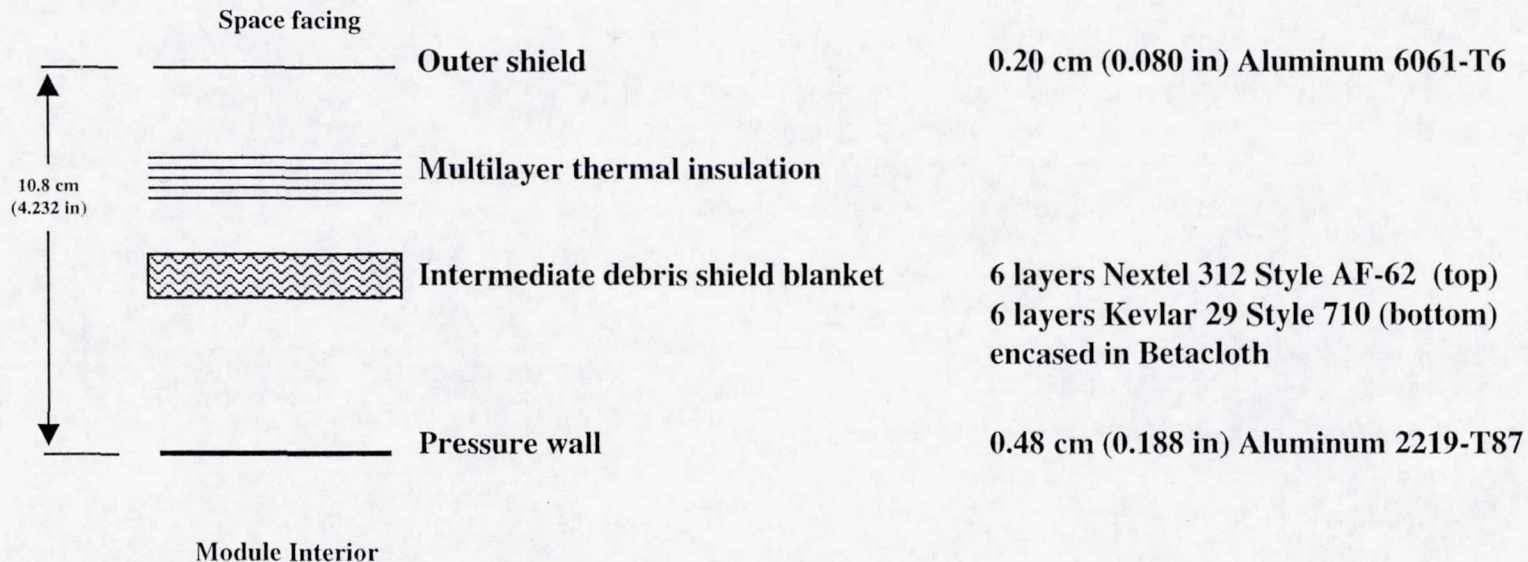 Space facing
Outer shield 0.20 cm (0.080 in) Aluminum 6061-T6
Multilayer thermal insulation
10.8 cm
(4.232 in)
Intermediate debris shield blanket 6 layers Nextel 312 Style AF-62 (top)
6 layers Kevlar 29 Style 710 (bottom)
encased in Betacloth
Pressure wall 0.48 cm (0.188 in) Aluminum 2219-T87
Module Interior